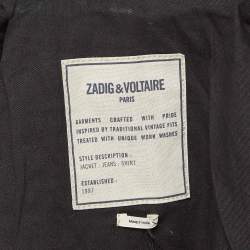 ZADIG & VOLTAIRE
PARIS
GARMENTS CRAFTED WITH PRIDE
INSPIRED BY TRADITIONAL VINTAGE FITS
TREATED WITH UNIQUE WORN WASHES
STYLE DESCRIPTION :
JACKET - JEANS - SHIRT
ESTABLISHED :
1997